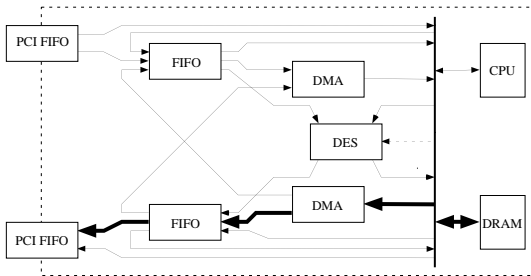 PCI FIFO
FIFO
DMA
CPU
DES
DMA
FIFO
DRAM
PCI FIFO